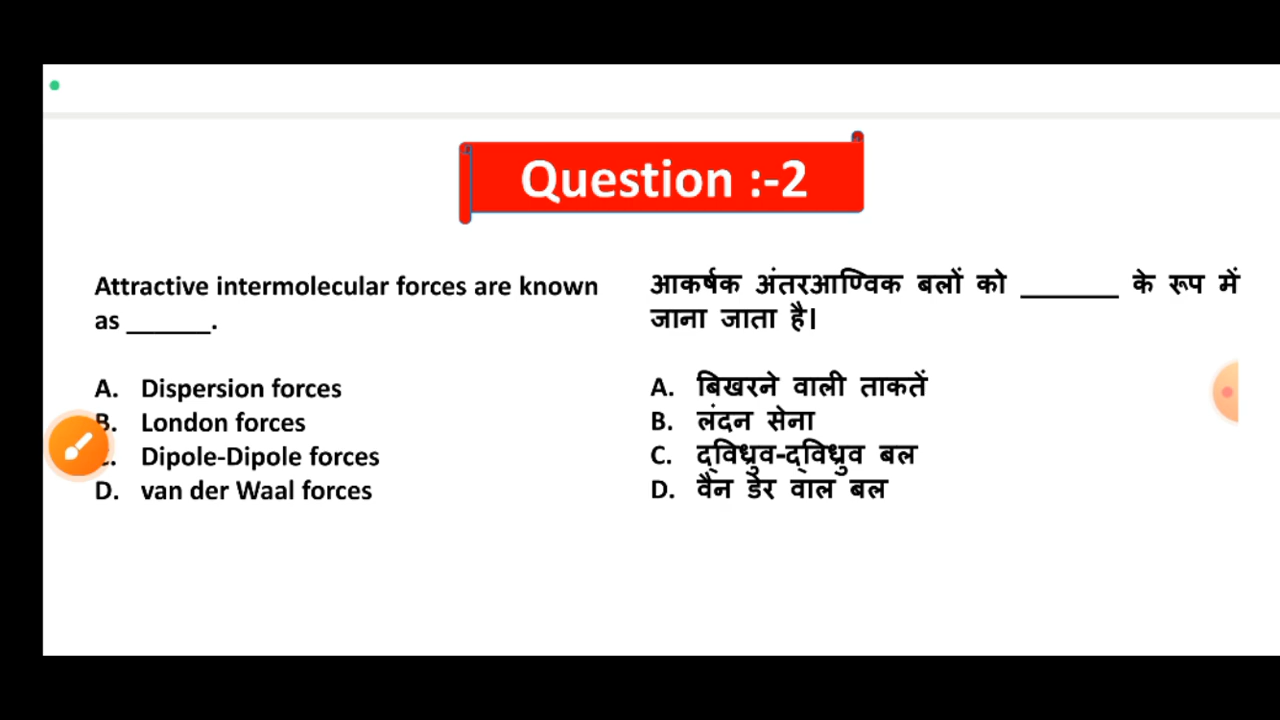 Question :-2
Attractive intermolecular forces are known
as ______.
A. Dispersion forces
B. London forces
C. Dipole-Dipole forces
D. van der Waal forces
आकर्षक अंतरआण्विक बलों को _______ के रूप में
जाना जाता है।
A. बिखरने वाली ताकतें
B. लंदन सेना
C. द्विध्रुव-द्विध्रुव बल
D. वैन डेर वाल बल